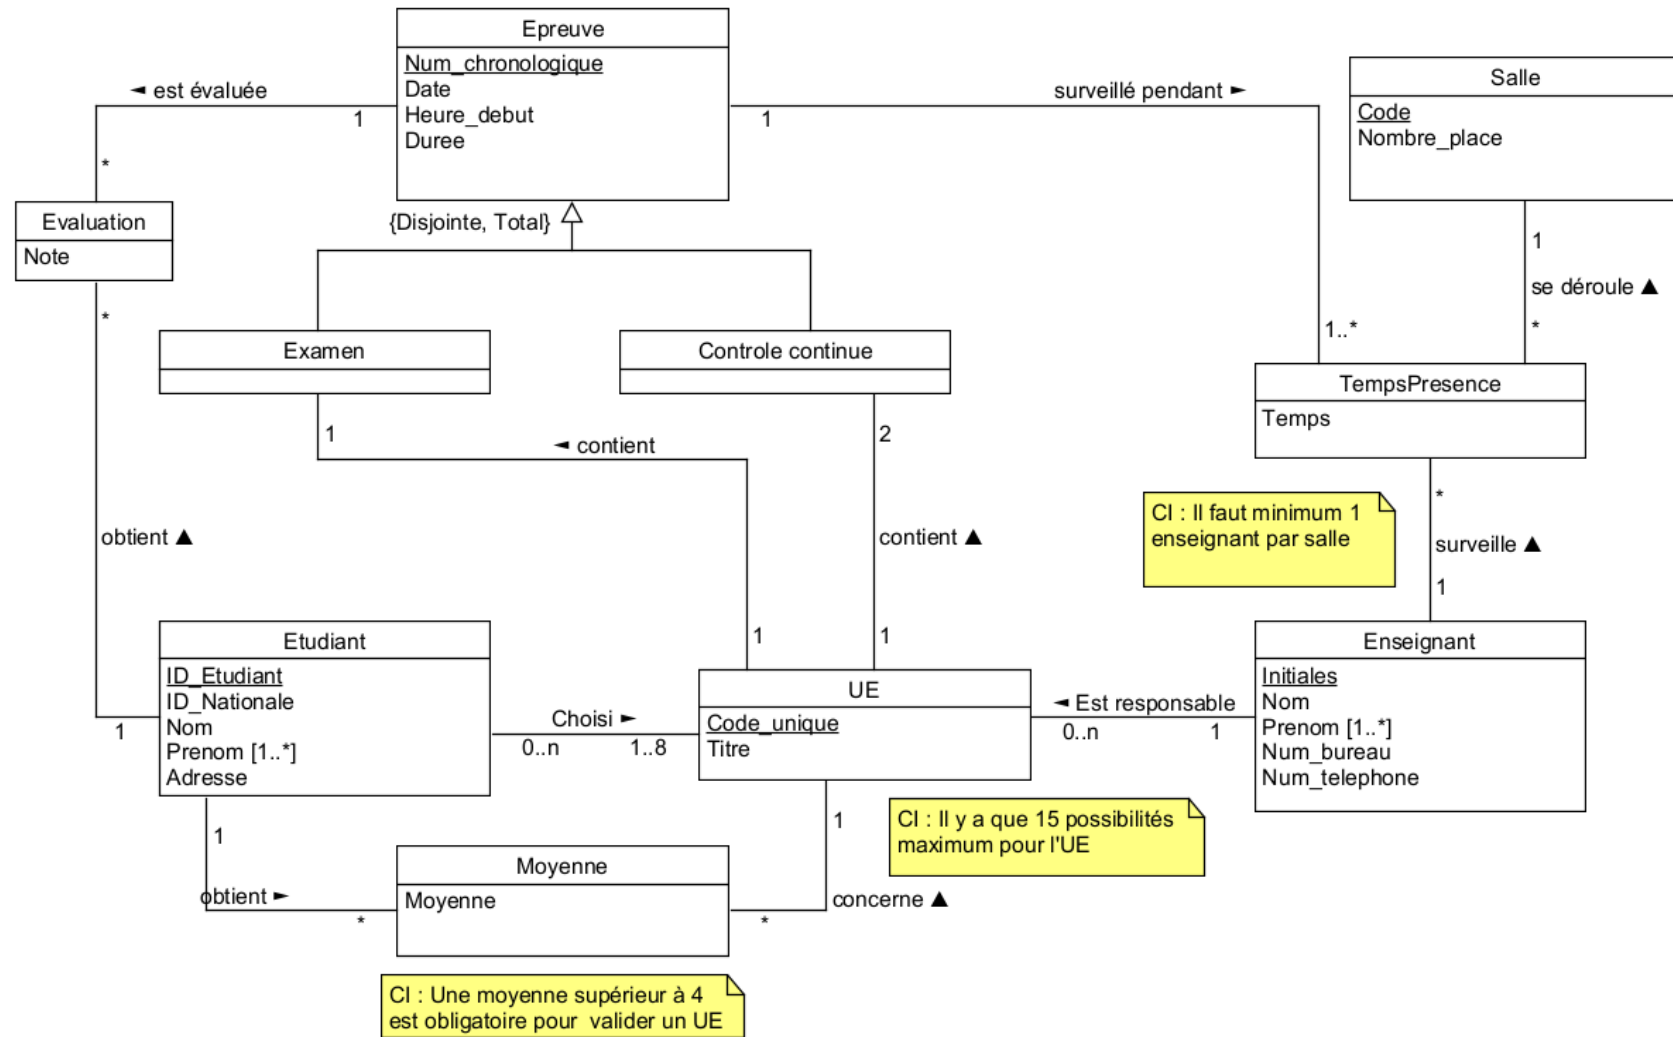 Epreuve
Num_chronologique
Date
Heure_debut
Duree
◄ est évaluée
1
*
surveillé pendant ►
1
1..*
Salle
Code
Nombre_place
1
se déroule ▲
*
Evaluation
Note
*
{Disjointe, Total}
Examen
Controle continue
1
◄ contient
2
TempsPresence
Temps
*
CI : Il faut minimum 1
enseignant par salle
surveille ▲
1
obtient ▲
contient ▲
1
1
Etudiant
ID_Etudiant
ID_Nationale
Nom
Prenom [1..*]
Adresse
1
Choisi ►
0..n
1..8
UE
Code_unique
Titre
◄ Est responsable
0..n
1
Enseignant
Initiales
Nom
Prenom [1..*]
Num_bureau
Num_telephone
1
obtient ►
*
Moyenne
Moyenne
1
concerne ▲
*
CI : Il y a que 15 possibilités
maximum pour l'UE
CI : Une moyenne supérieur à 4
est obligatoire pour valider un UE